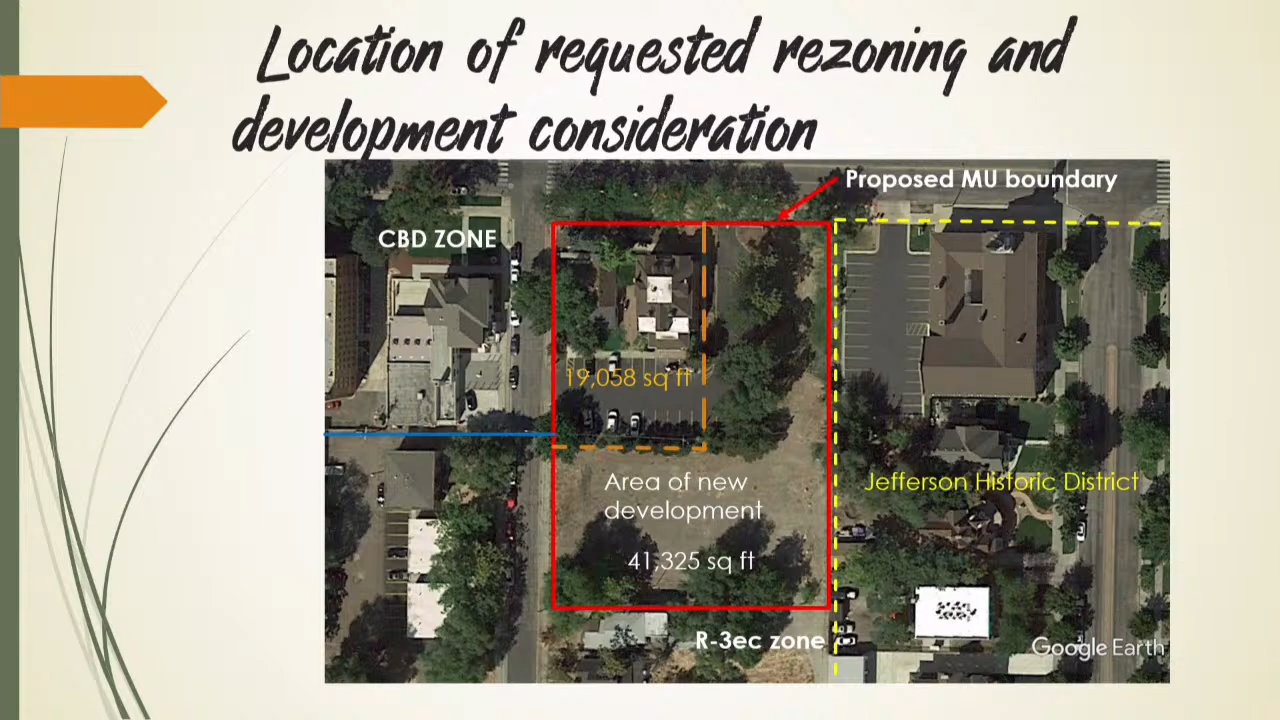 Location of requested rezoning and
development consideration
Proposed MU boundary
CBD ZONE
19,058 sq ft
Area of new
development
41,325 sq ft
Jefferson Historic District
R-3ec zone
Google Earth